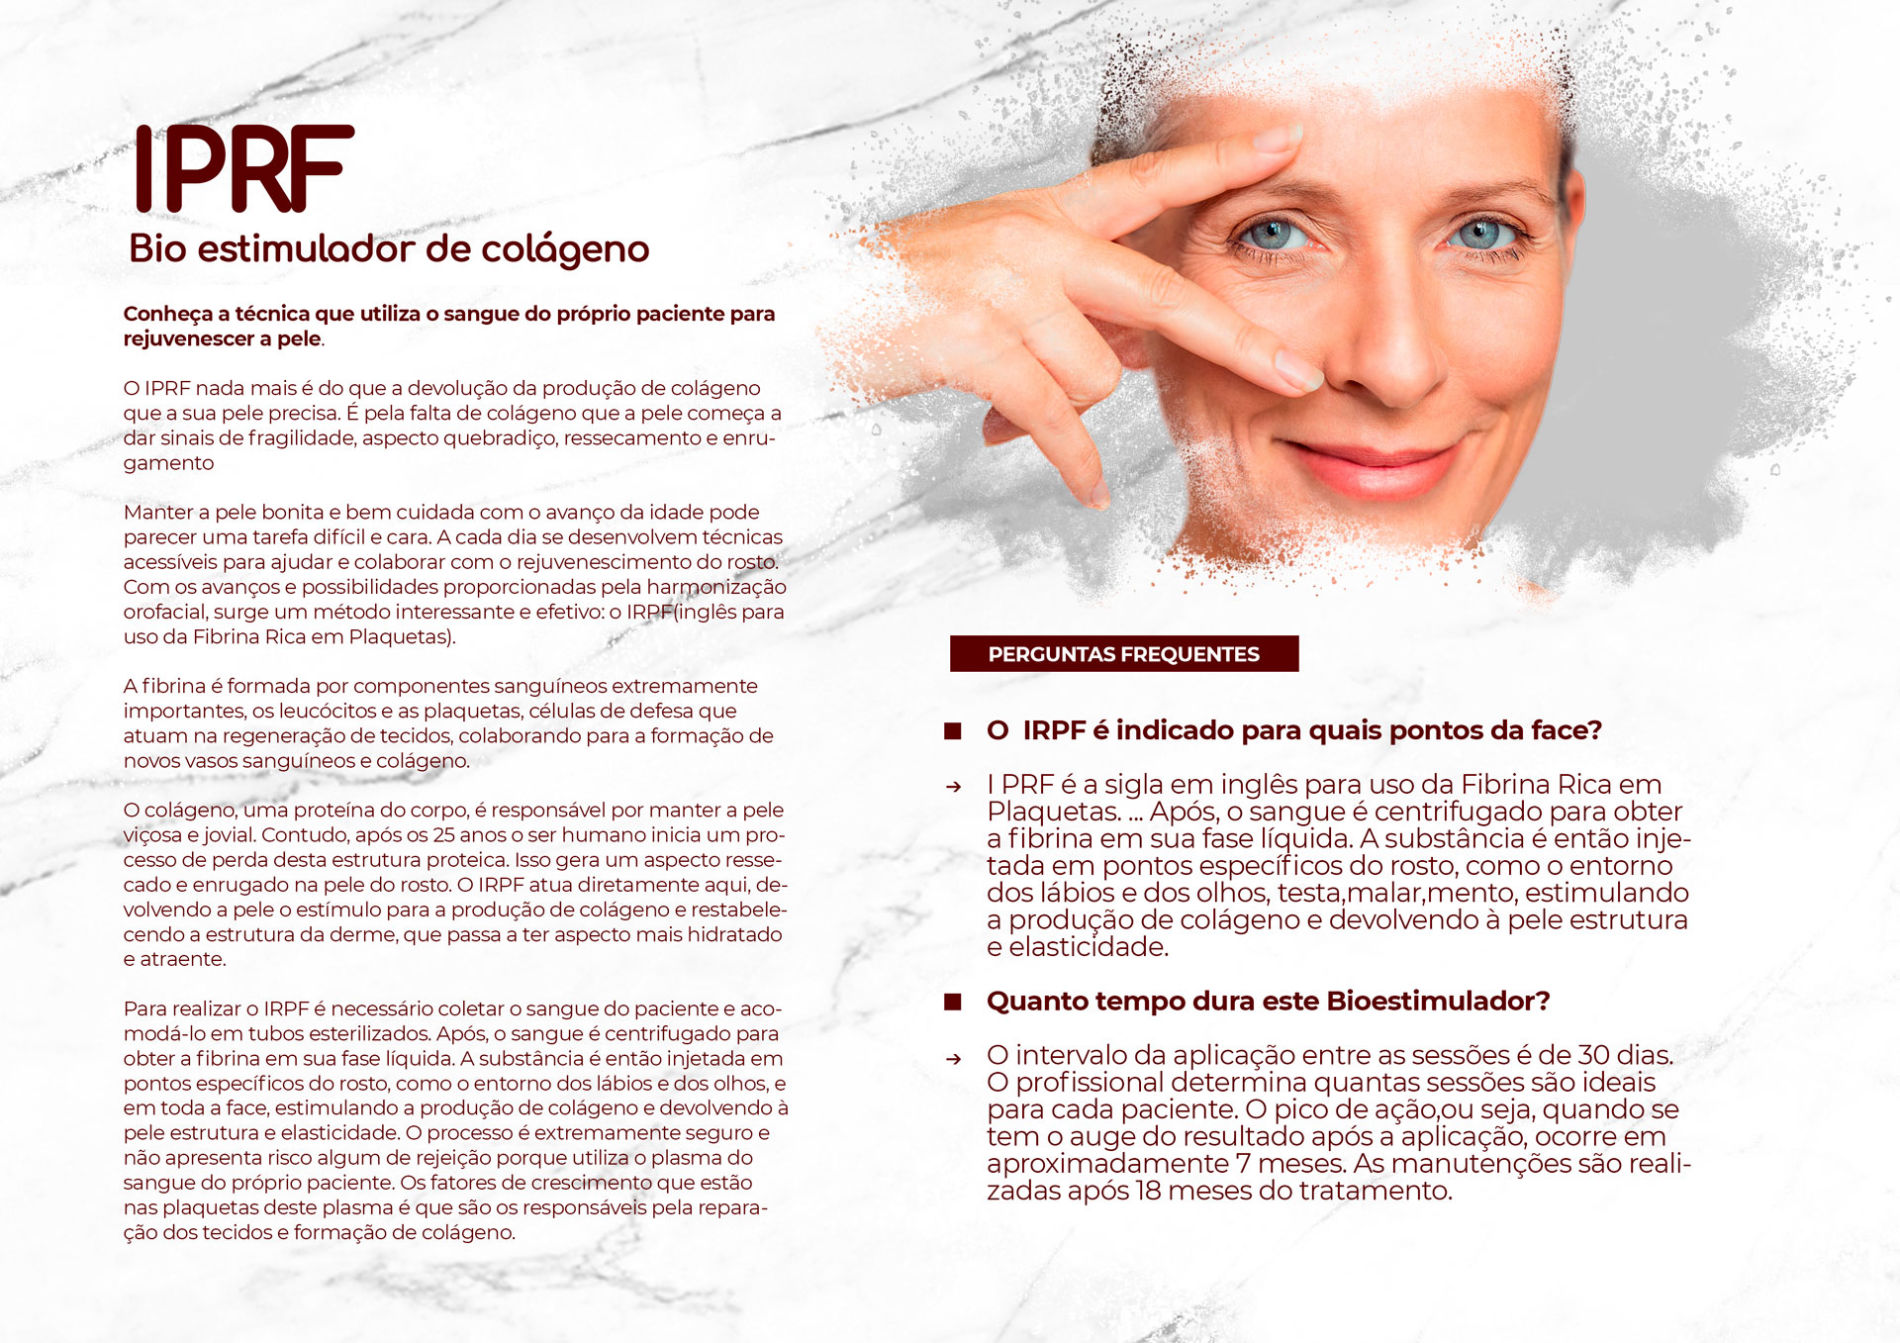 IPRF
Bio estimulador de colágeno
Conheça a técnica que utiliza o sangue do próprio paciente para
rejuvenescer a pele.
O IPRF nada mais é do que a devolução da produção de colágeno
que a sua pele precisa. É pela falta de colágeno que a pele começa a
dar sinais de fragilidade, aspecto quebradiço, ressecamento e enru-
gamento
Manter a pele bonita e bem cuidada com o avanço da idade pode
parecer uma tarefa difícil e cara. A cada dia se desenvolvem técnicas
acessíveis para ajudar e colaborar com o rejuvenescimento do rosto.
Com os avanços e possibilidades proporcionadas pela harmonização
orofacial, surge um método interessante e efetivo: o IRPF(inglês para
uso da Fibrina Rica em Plaquetas).
A fibrina é formada por componentes sanguíneos extremamente
importantes, os leucócitos e as plaquetas, células de defesa que
atuam na regeneração de tecidos, colaborando para a formação de
novos vasos sanguíneos e colágeno.
O colágeno, uma proteína do corpo, é responsável por manter a pele
viçosa e jovial. Contudo, após os 25 anos o ser humano inicia um pro-
cesso de perda desta estrutura proteica. Isso gera um aspecto resse-
cado e enrugado na pele do rosto. O IRPF atua diretamente aqui, de-
volvendo a pele o estímulo para a produção de colágeno e restabele-
cendo a estrutura da derme, que passa a ter aspecto mais hidratado
e atraente.
Para realizar o IRPF é necessário coletar o sangue do paciente e aco-
modá-lo em tubos esterilizados. Após, o sangue é centrifugado para
obter a fibrina em sua fase líquida. A substância é então injetada em
pontos específicos do rosto, como o entorno dos lábios e dos olhos, e
em toda a face, estimulando a produção de colágeno e devolvendo à
pele estrutura e elasticidade. O processo é extremamente seguro e
não apresenta risco algum de rejeição porque utiliza o plasma do
sangue do próprio paciente. Os fatores de crescimento que estão
nas plaquetas deste plasma é que são os responsáveis pela repara-
ção dos tecidos e formação de colágeno.
PERGUNTAS FREQUENTES
■ O IRPF é indicado para quais pontos da face?
→ I PRF é a sigla em inglês para uso da Fibrina Rica em
Plaquetas. ... Após, o sangue é centrifugado para obter
a fibrina em sua fase líquida. A substância é então inje-
tada em pontos específicos do rosto, como o entorno
dos lábios e dos olhos, testa,malar,mento, estimulando
a produção de colágeno e devolvendo à pele estrutura
e elasticidade.
■ Quanto tempo dura este Bioestimulador?
→ O intervalo da aplicação entre as sessões é de 30 dias.
O profissional determina quantas sessões são ideais
para cada paciente. O pico de ação,ou seja, quando se
tem o auge do resultado após a aplicação, ocorre em
aproximadamente 7 meses. As manutenções são reali-
zadas após 18 meses do tratamento.